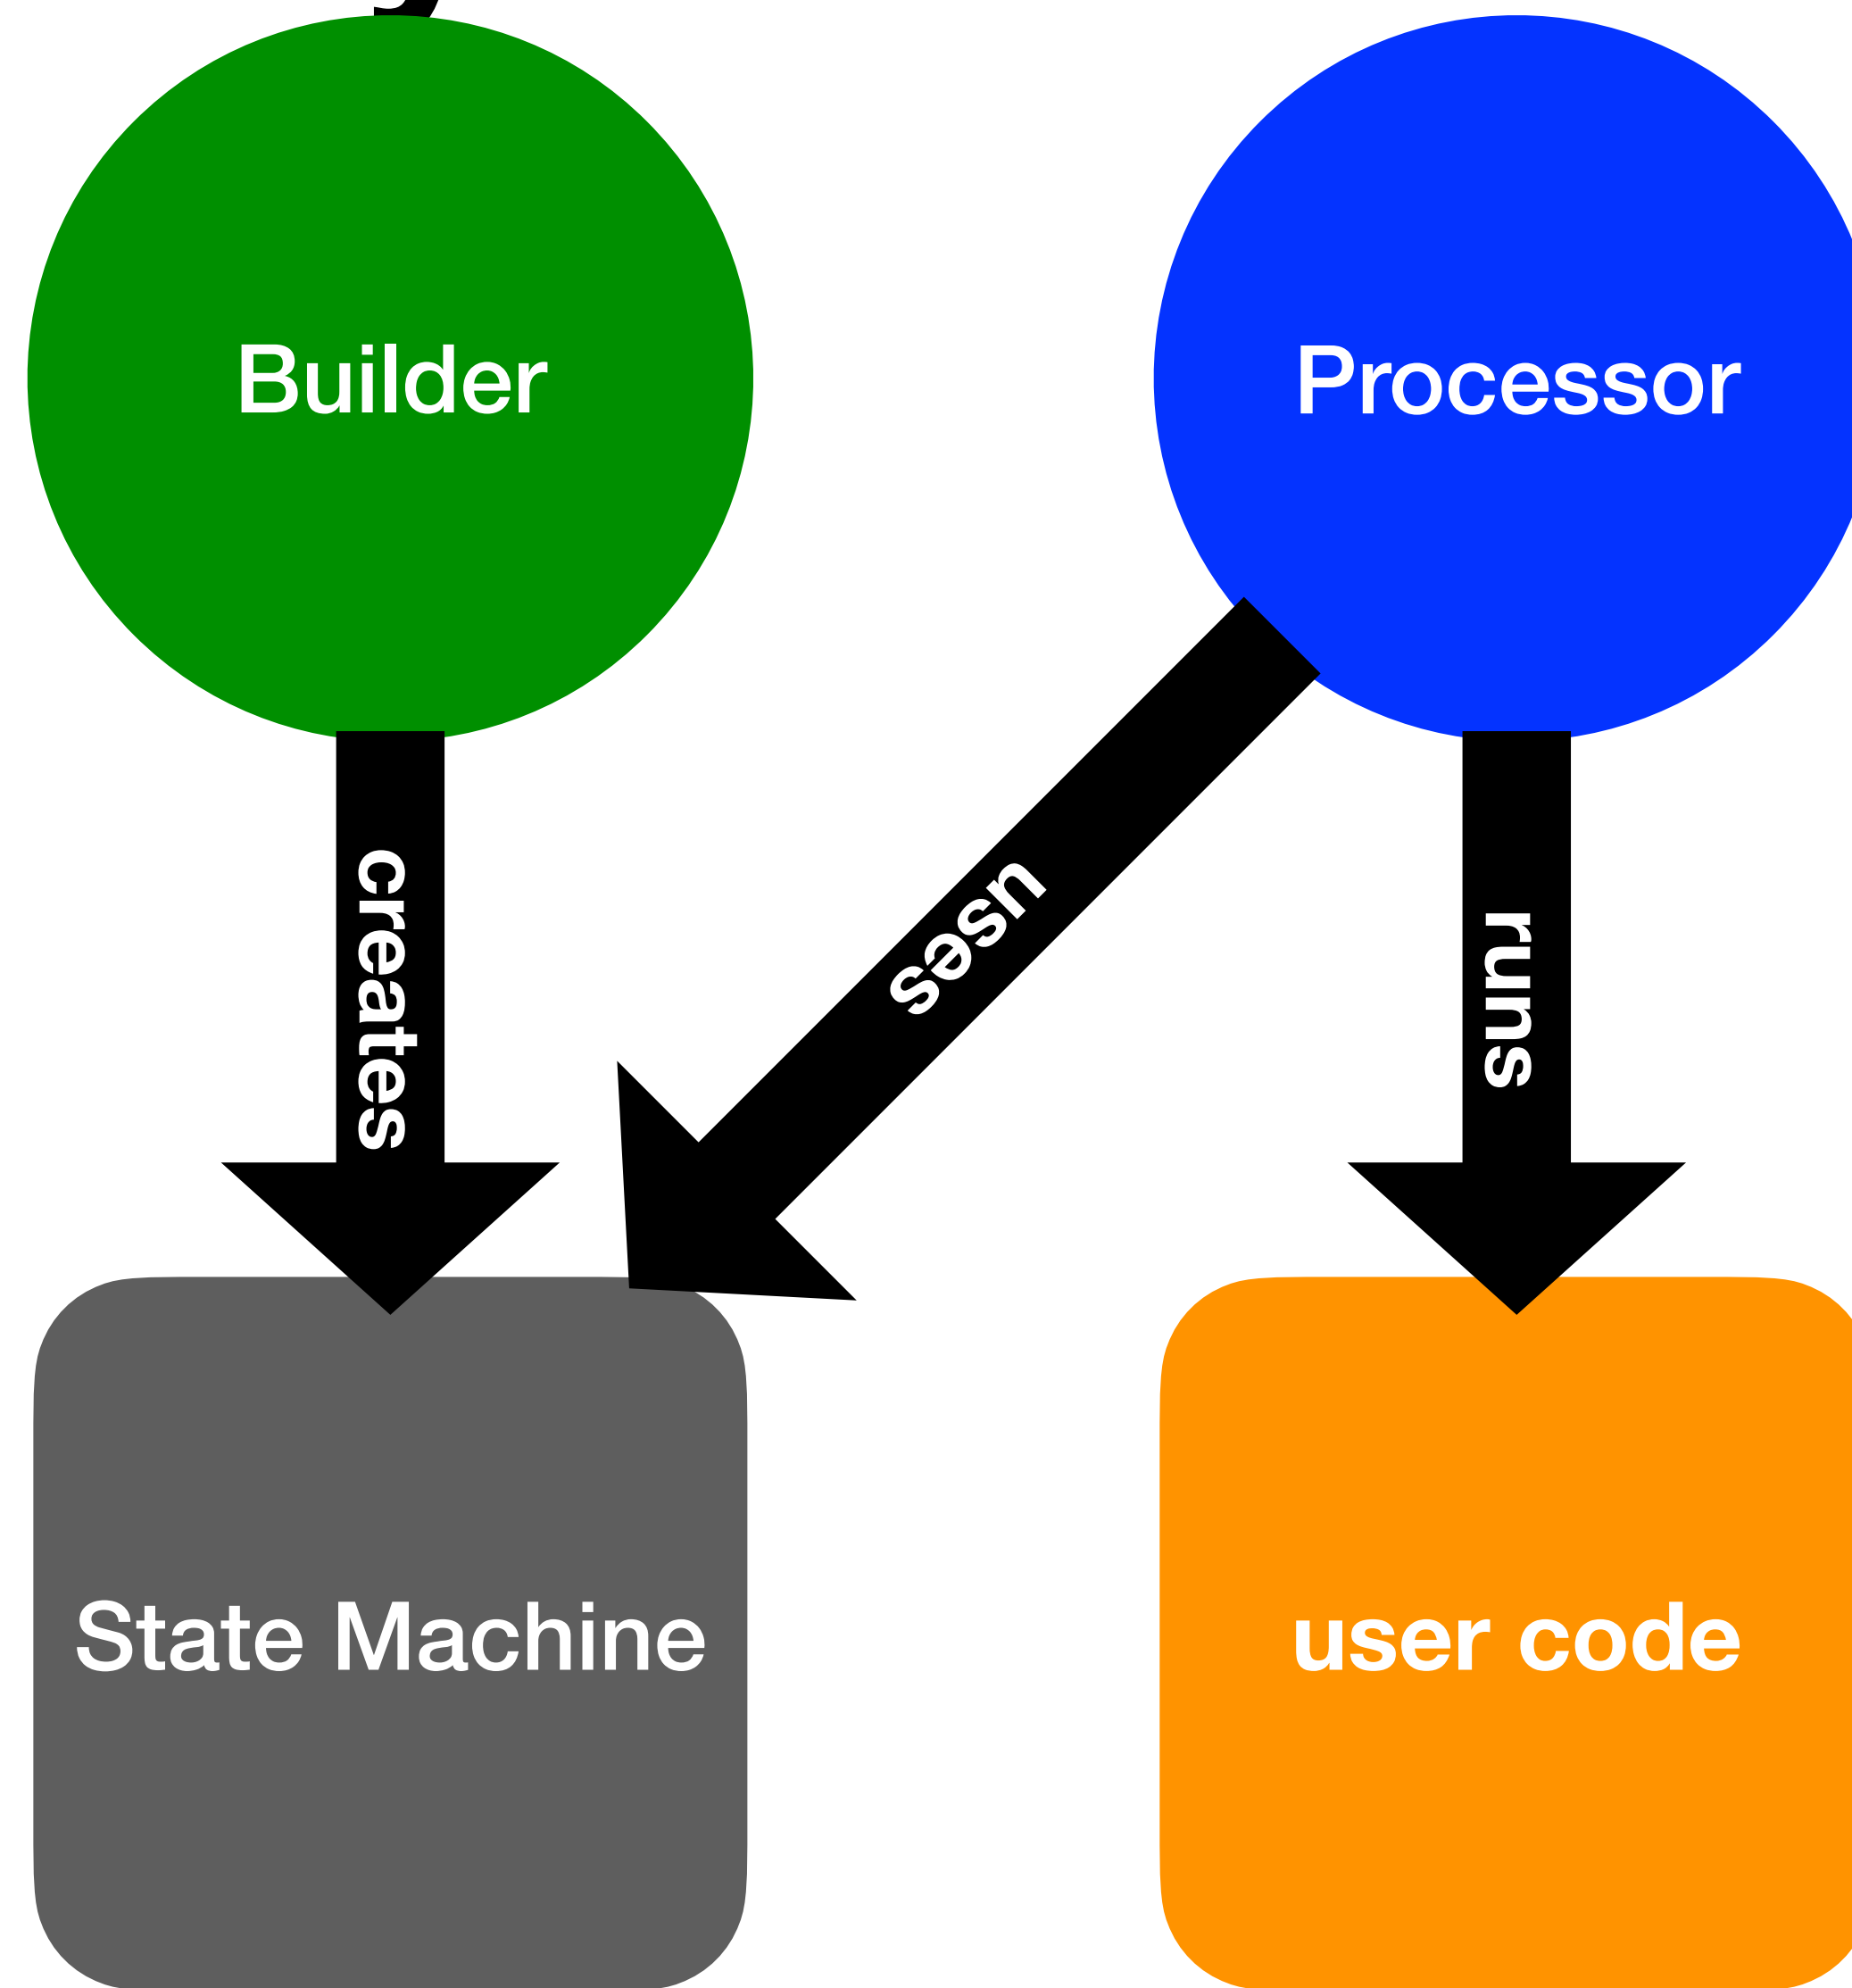 Builder
Processor
creates
uses
runs
State Machine
user code